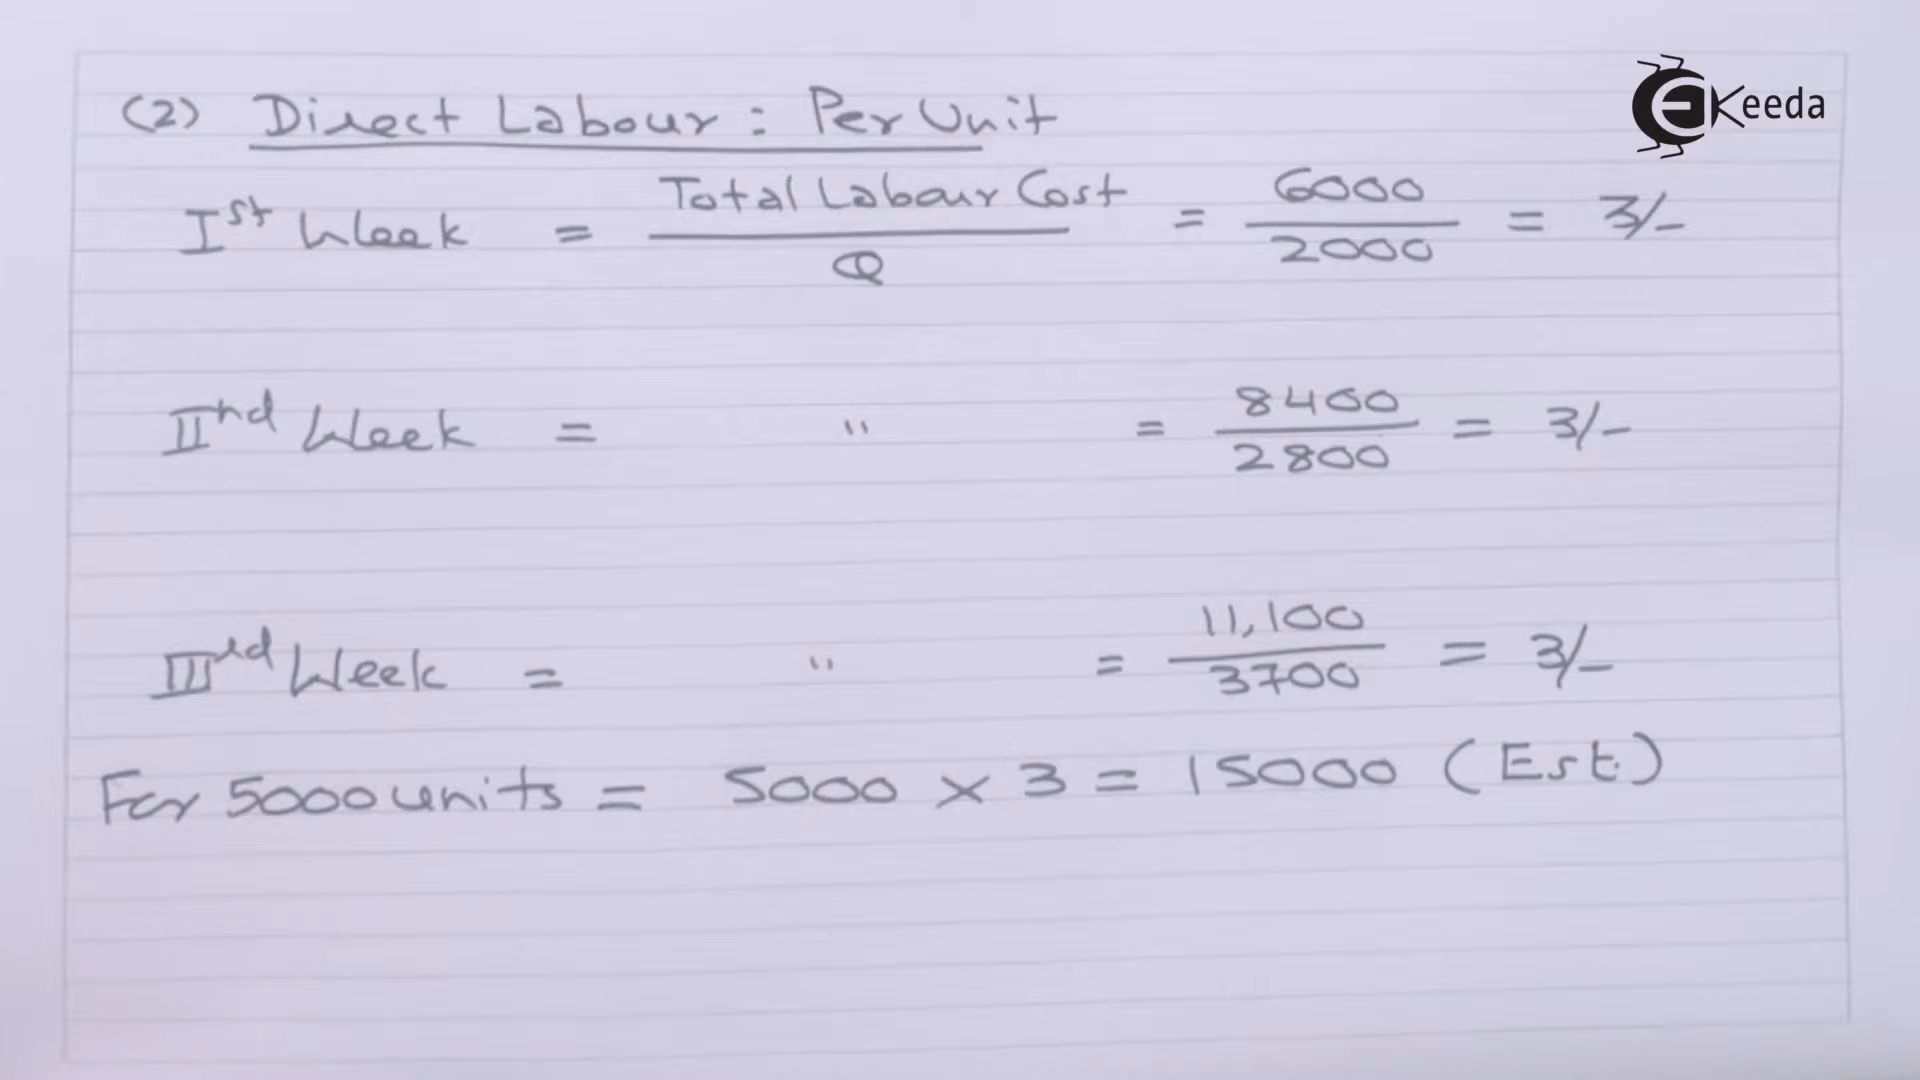 EKeeda
(2) Direct Labour : Per Unit
Ist Week = Total Labour Cost / Q = 6000 / 2000 = 3/-
IInd Week = " = 8400 / 2800 = 3/-
IIIrd Week = " = 11,100 / 3700 = 3/-
For 5000 units = 5000 × 3 = 15000 (Est.)